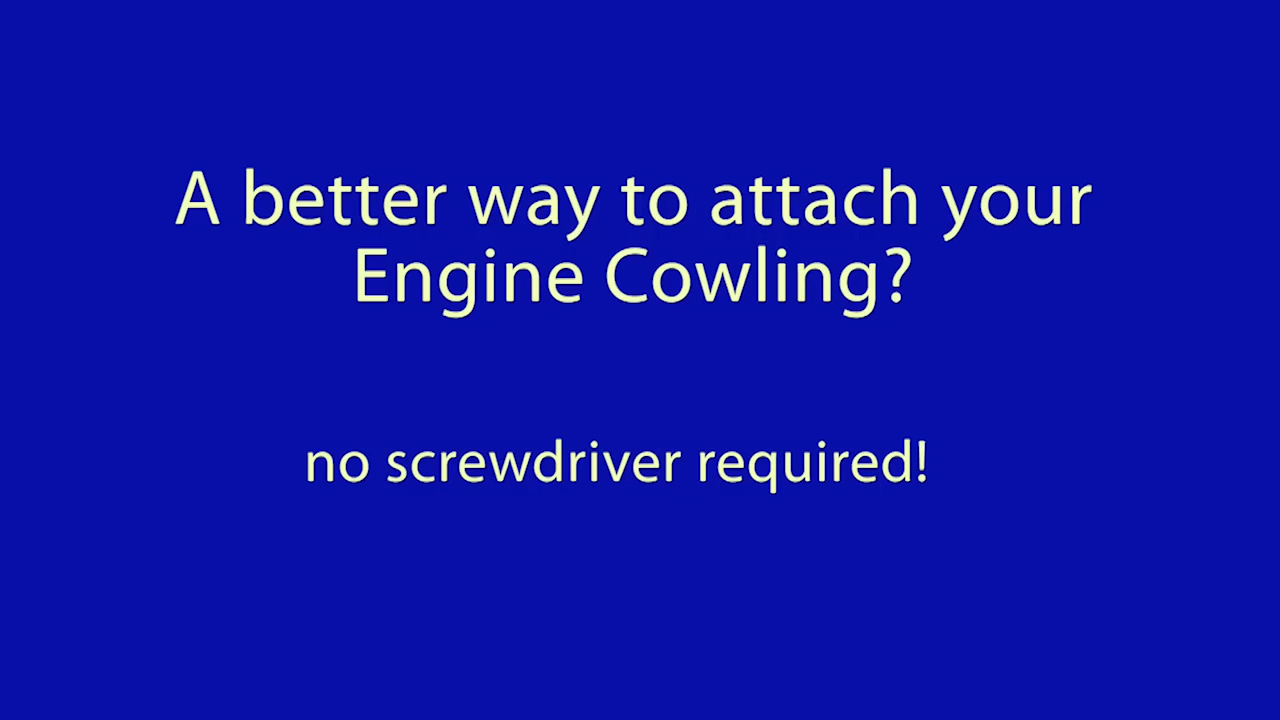 A better way to attach your
Engine Cowling?
no screwdriver required!